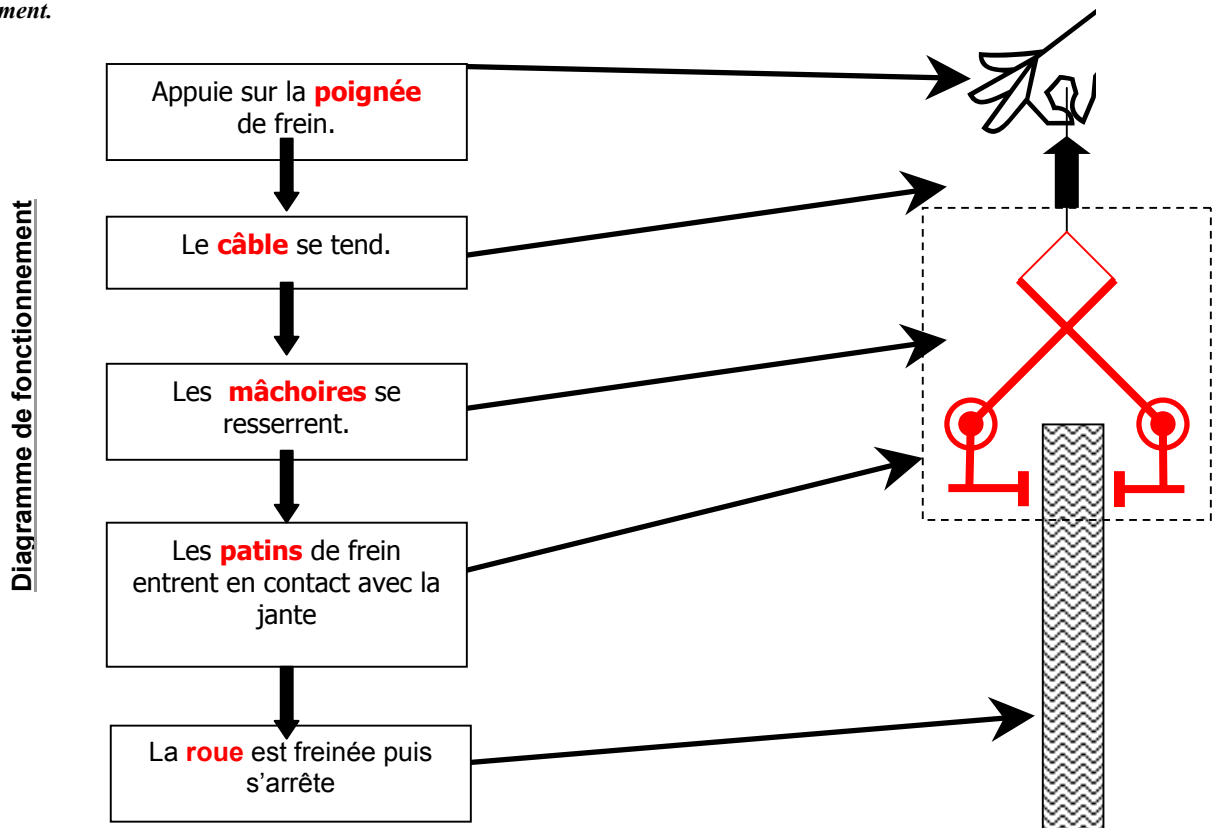 ment.
Diagramme de fonctionnement
Appuie sur la poignée
de frein.
Le câble se tend.
Les mâchoires se
resserrent.
Les patins de frein
entrent en contact avec la
jante
La roue est freinée puis
s’arrête